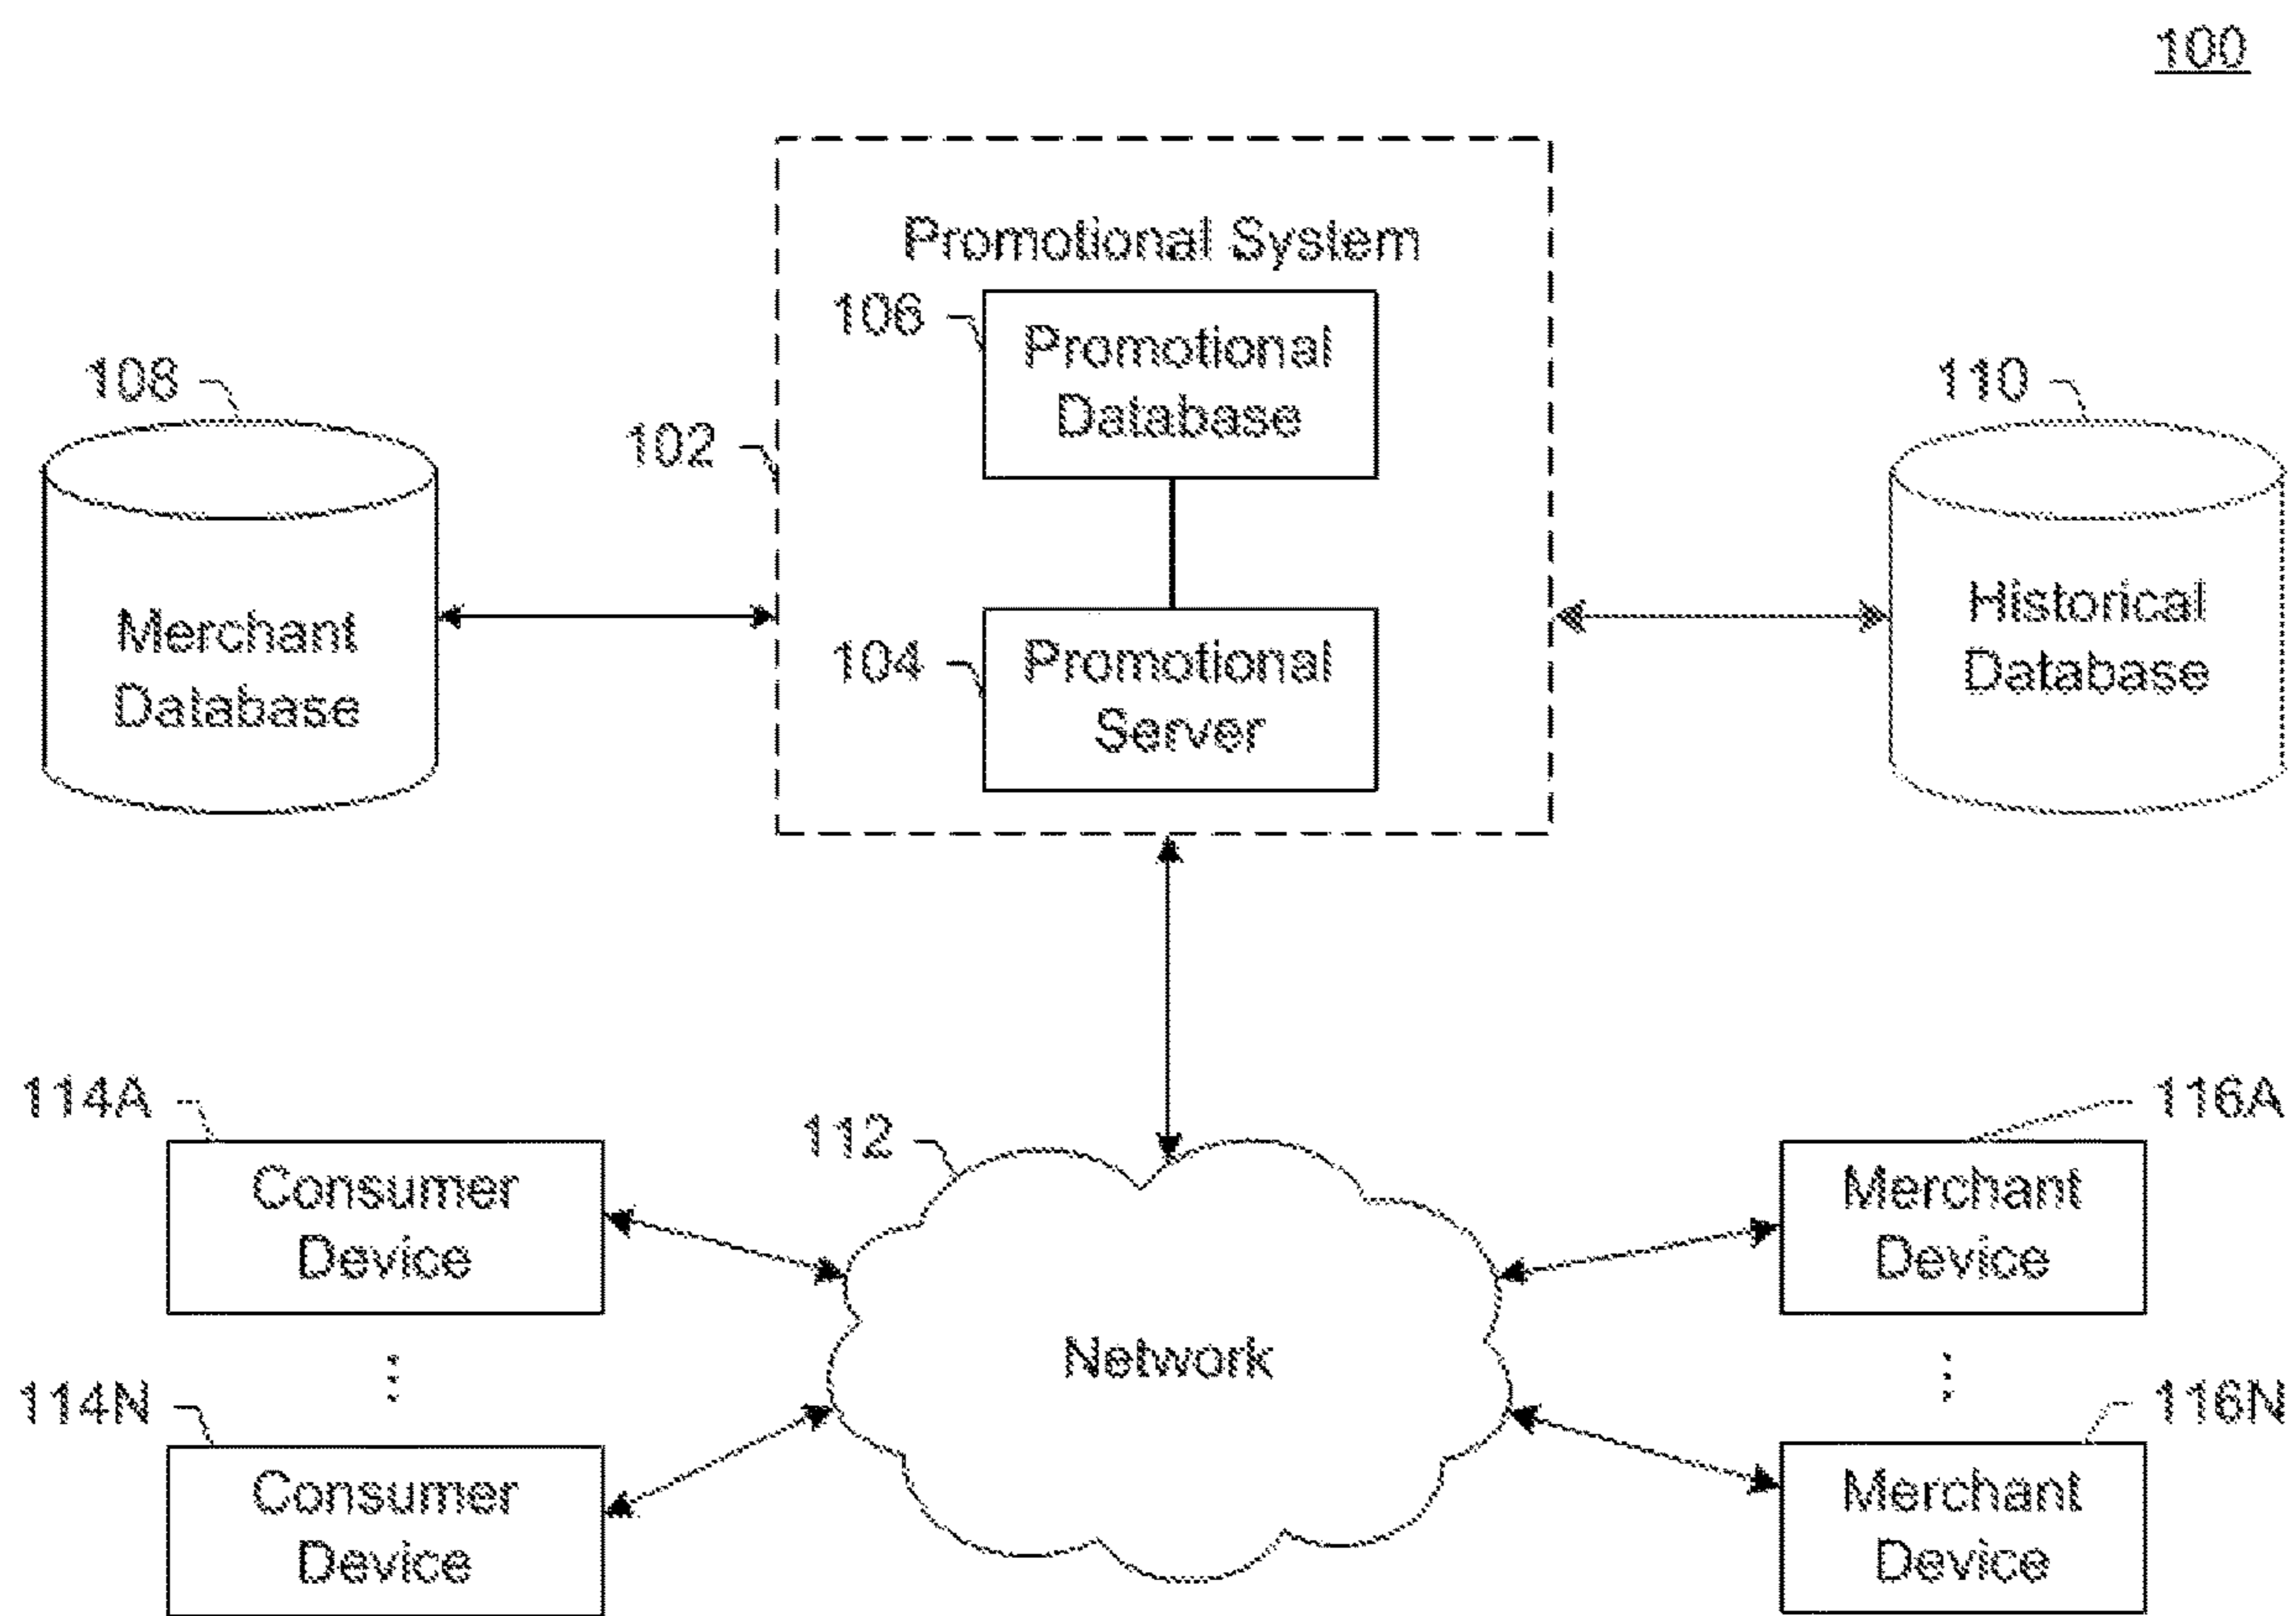 100
Promotional System
106
Promotional
Database
108
102
110
Merchant
Database
104
Promotional
Server
Historical
Database
114A
112
116A
Consumer
Device
Merchant
Device
Network
114N
116N
Consumer
Device
Merchant
Device